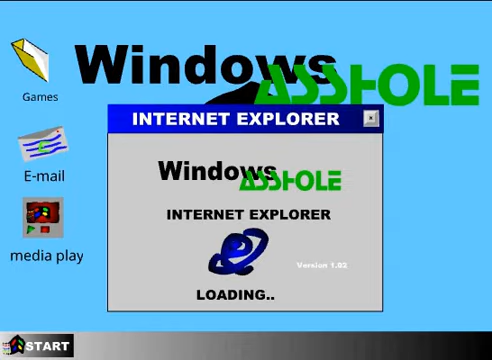 Windows
ASSHOLE
Games
E-mail
media play
INTERNET EXPLORER
x
Windows
ASSHOLE
INTERNET EXPLORER
Version 1.02
LOADING..
START